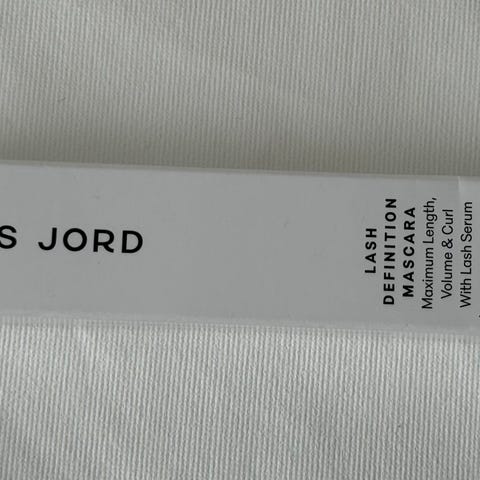 S JORD
LASH
DEFINITION
MASCARA
Maximum Length,
Volume & Curl
With Lash Serum